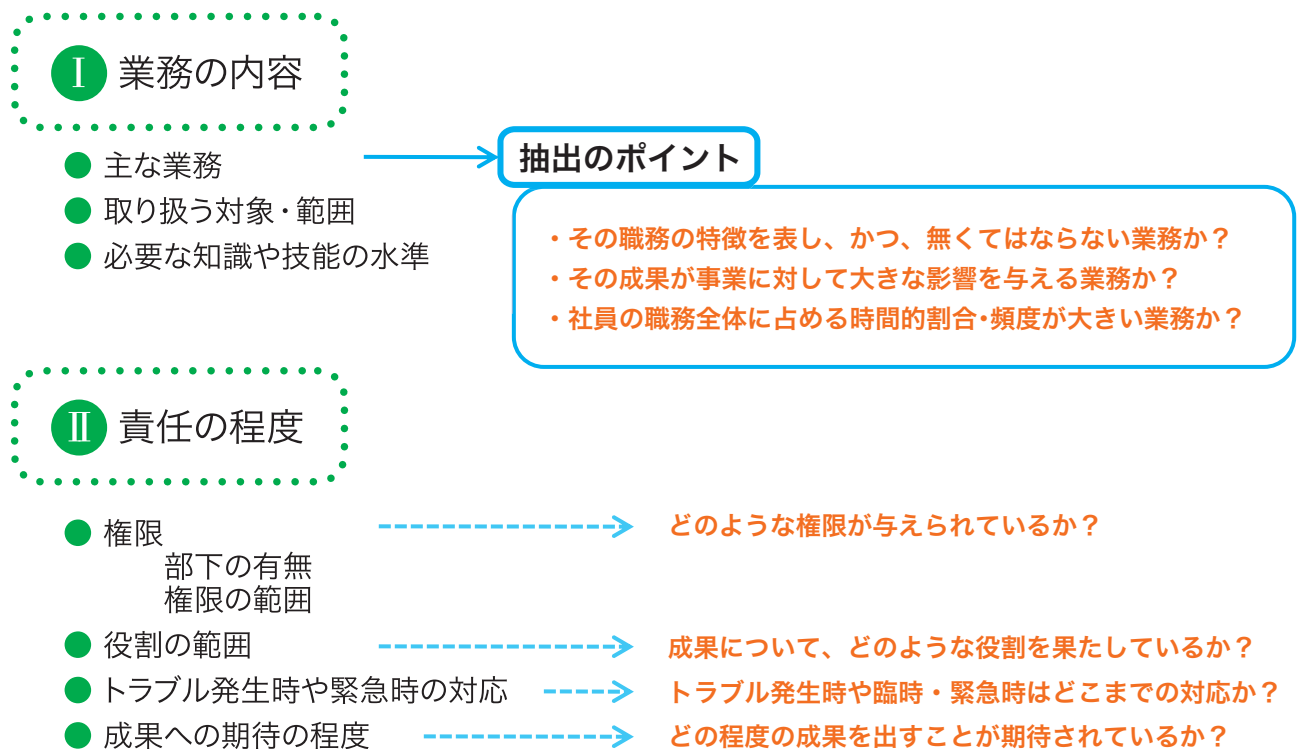 Ⅰ 業務の内容
● 主な業務
抽出のポイント
● 取り扱う対象・範囲
● 必要な知識や技能の水準
・その職務の特徴を表し、かつ、無くてはならない業務か？
・その成果が事業に対して大きな影響を与える業務か？
・社員の職務全体に占める時間的割合・頻度が大きい業務か？
Ⅱ 責任の程度
● 権限
どのような権限が与えられているか？
部下の有無
権限の範囲
● 役割の範囲
成果について、どのような役割を果たしているか？
● トラブル発生時や緊急時の対応
トラブル発生時や臨時・緊急時はどこまでの対応か？
● 成果への期待の程度
どの程度の成果を出すことが期待されているか？